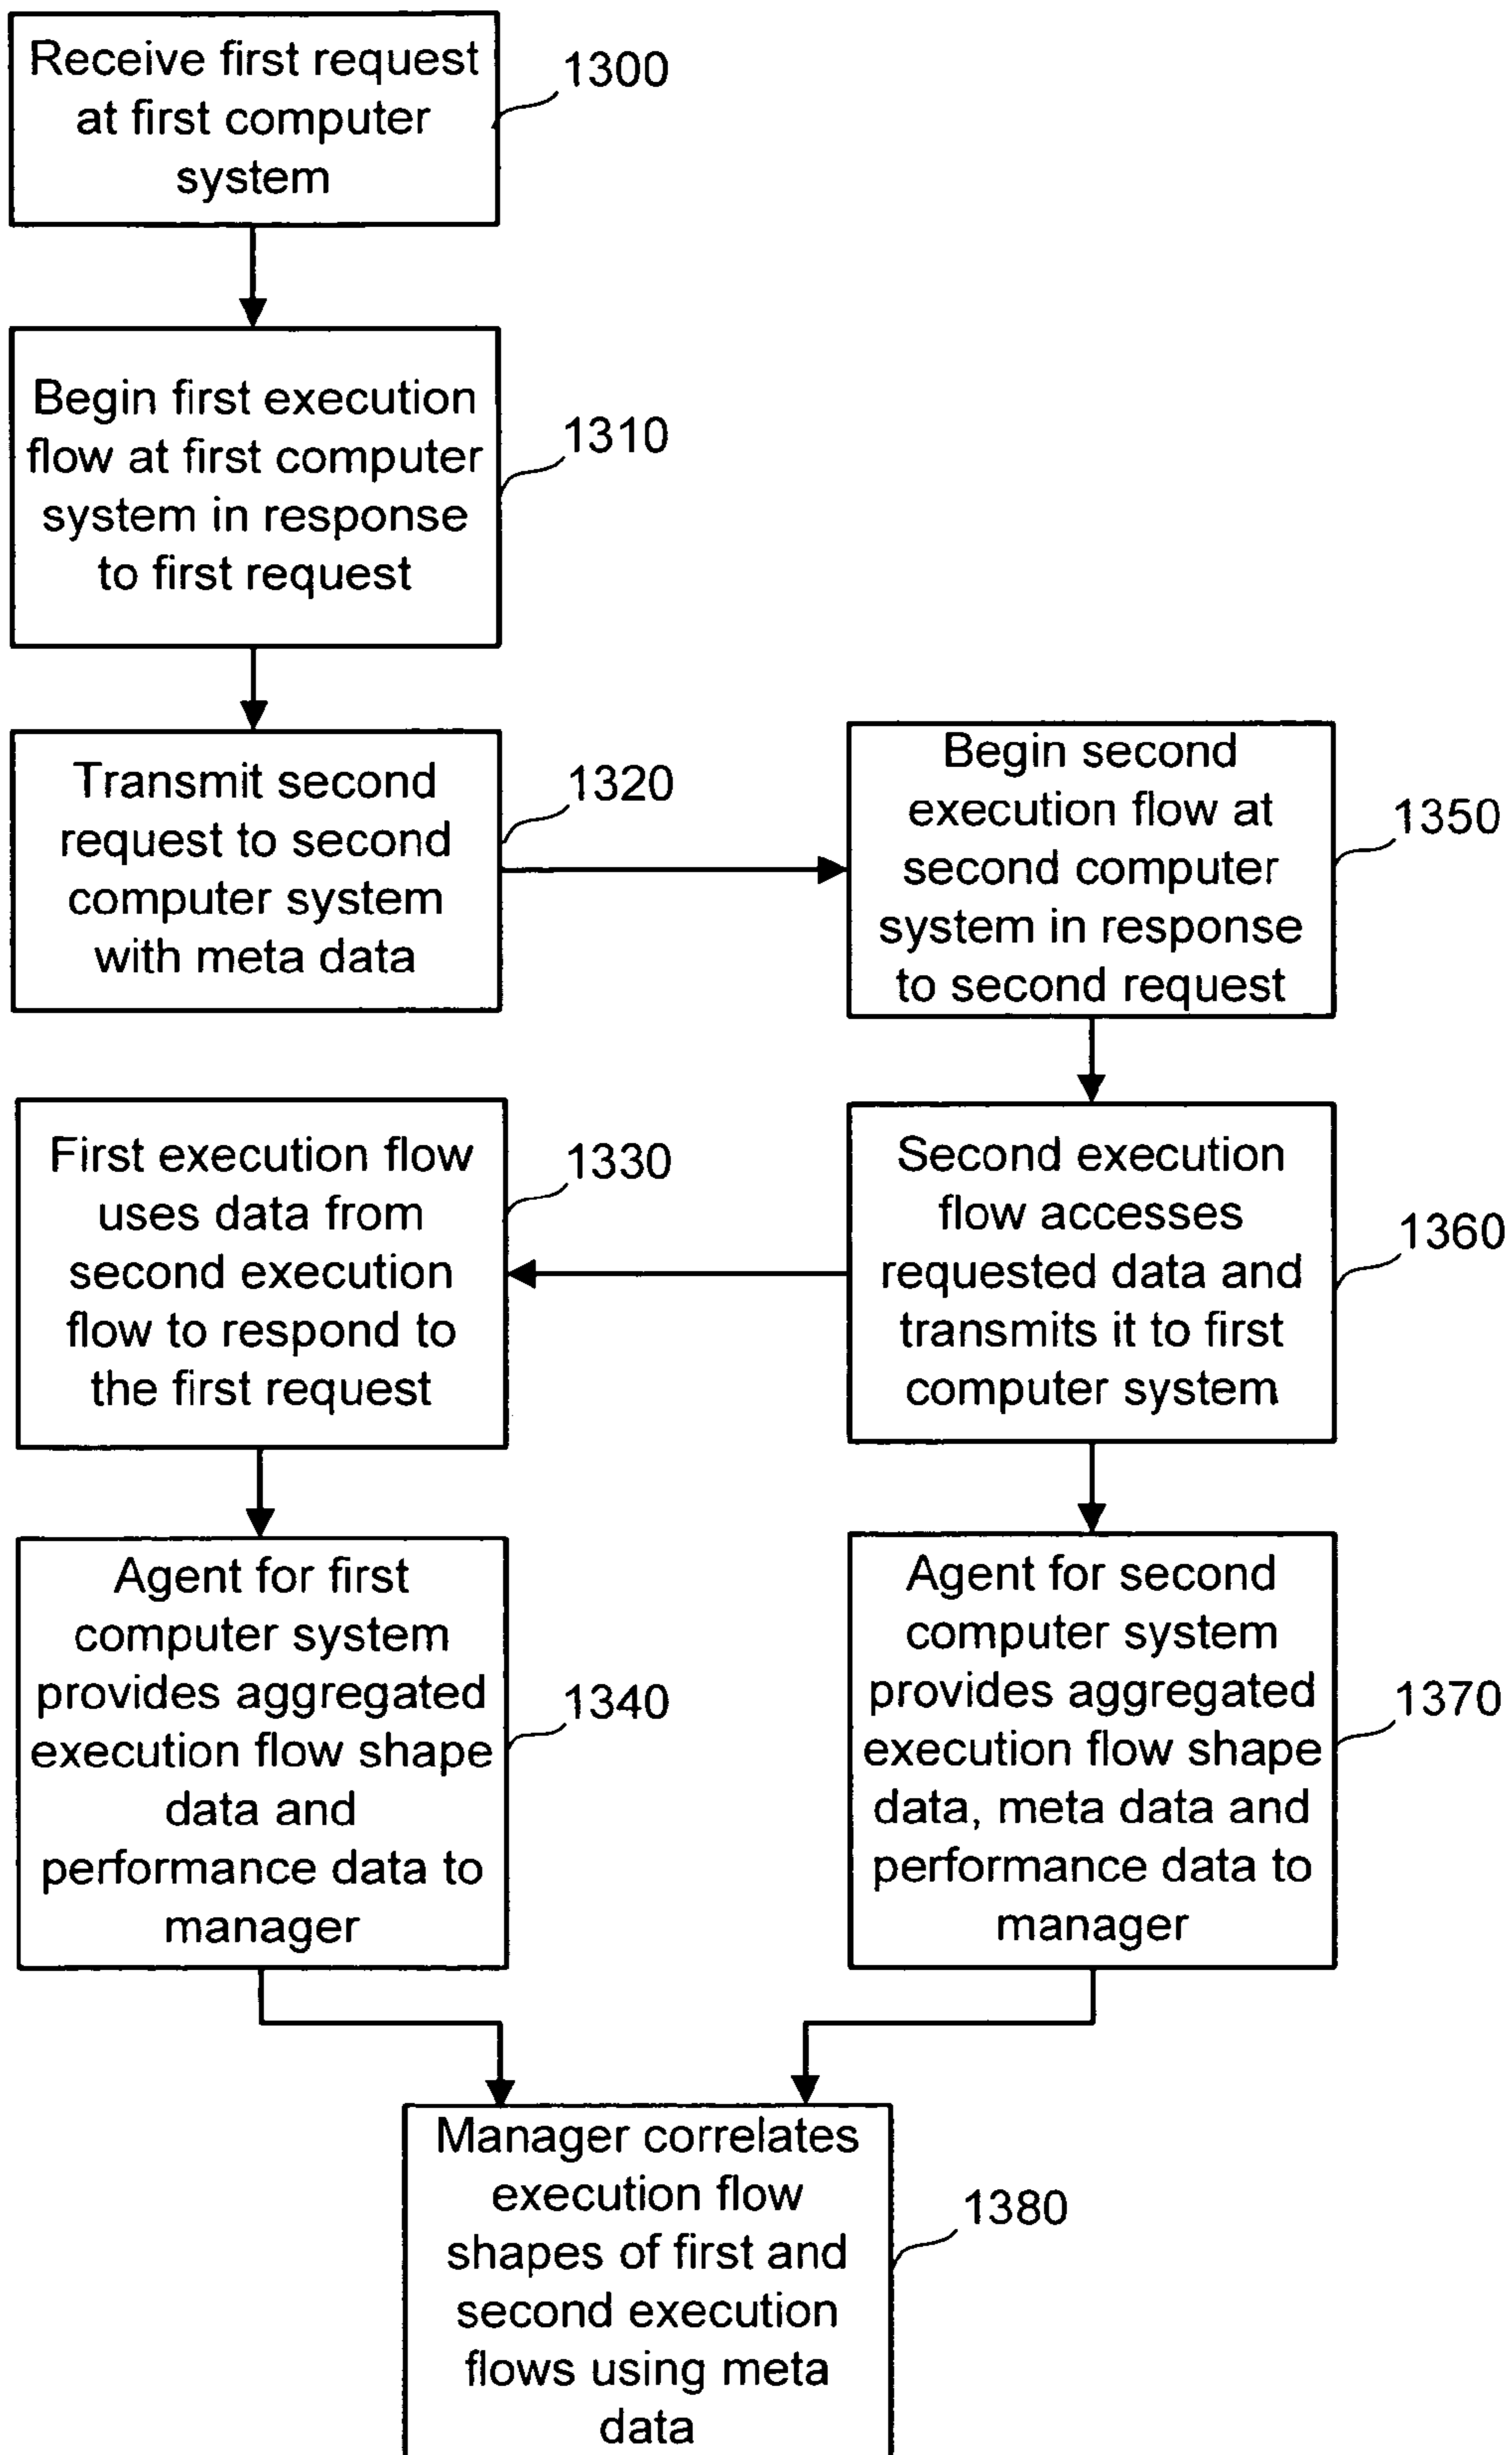 Receive first request
at first computer
system
1300
Begin first execution
flow at first computer
system in response
to first request
1310
Transmit second
request to second
computer system
with meta data
1320
Begin second
execution flow at
second computer
system in response
to second request
1350
First execution flow
uses data from
second execution
flow to respond to
the first request
1330
Second execution
flow accesses
requested data and
transmits it to first
computer system
1360
Agent for first
computer system
provides aggregated
execution flow shape
data and
performance data to
manager
1340
Agent for second
computer system
provides aggregated
execution flow shape
data, meta data and
performance data to
manager
1370
Manager correlates
execution flow
shapes of first and
second execution
flows using meta
data
1380